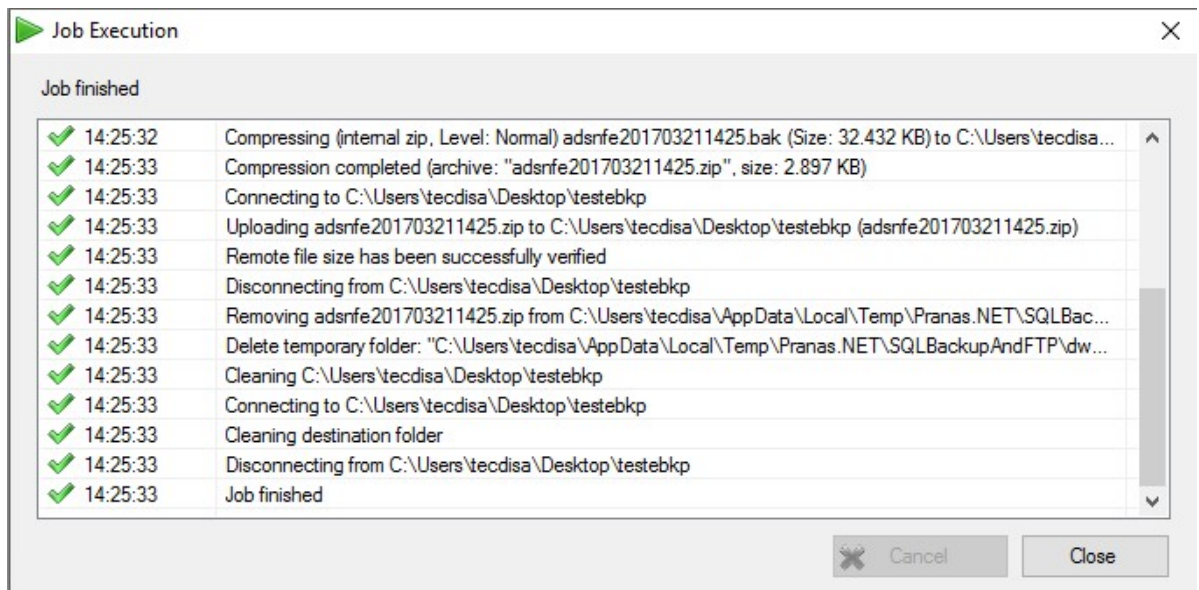 Job Execution
Job finished
14:25:32 Compressing (internal zip, Level: Normal) adsnfe201703211425.bak (Size: 32.432 KB) to C:\Users\tecdisa...
14:25:33 Compression completed (archive: "adsnfe201703211425.zip", size: 2.897 KB)
14:25:33 Connecting to C:\Users\tecdisa\Desktop\testebkp
14:25:33 Uploading adsnfe201703211425.zip to C:\Users\tecdisa\Desktop\testebkp (adsnfe201703211425.zip)
14:25:33 Remote file size has been successfully verified
14:25:33 Disconnecting from C:\Users\tecdisa\Desktop\testebkp
14:25:33 Removing adsnfe201703211425.zip from C:\Users\tecdisa\AppData\Local\Temp\Pranas.NET\SQLBac...
14:25:33 Delete temporary folder: "C:\Users\tecdisa\AppData\Local\Temp\Pranas.NET\SQLBackupAndFTP\dw...
14:25:33 Cleaning C:\Users\tecdisa\Desktop\testebkp
14:25:33 Connecting to C:\Users\tecdisa\Desktop\testebkp
14:25:33 Cleaning destination folder
14:25:33 Disconnecting from C:\Users\tecdisa\Desktop\testebkp
14:25:33 Job finished
Cancel Close